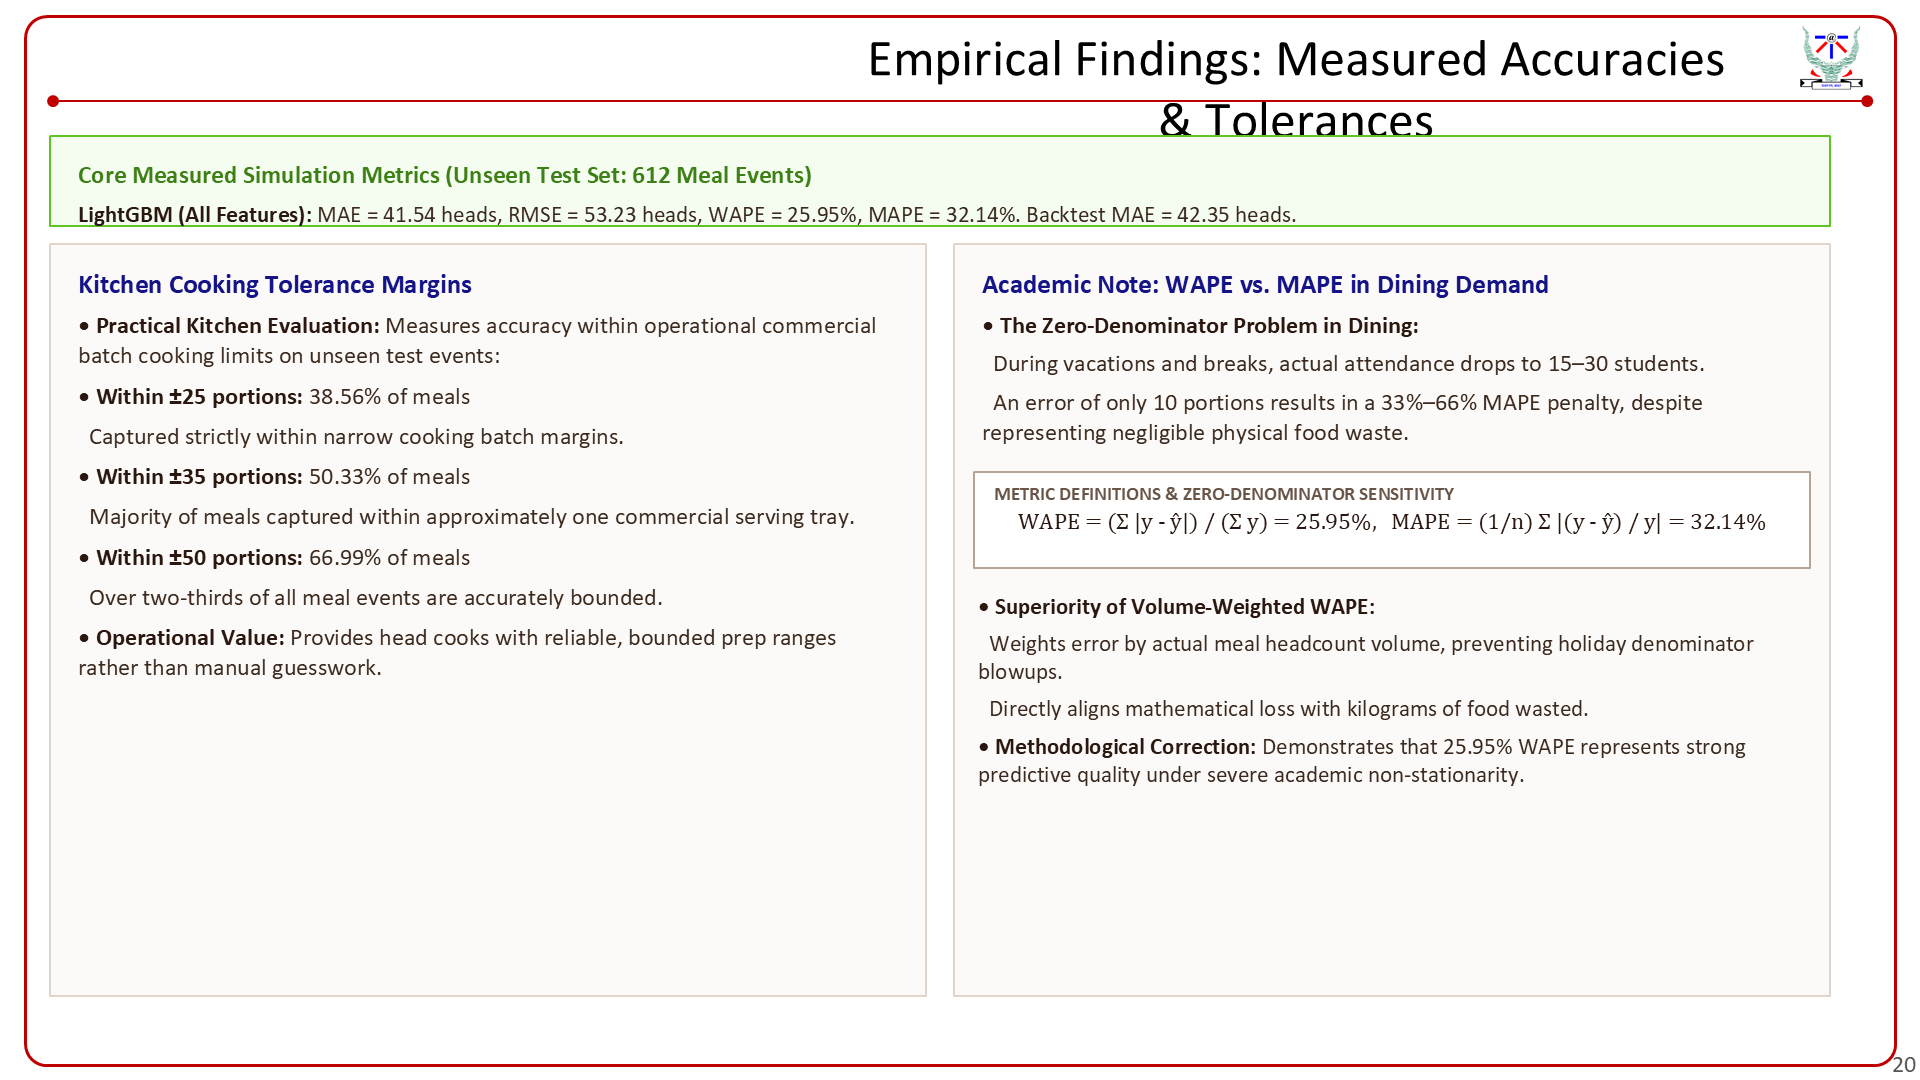 Empirical Findings: Measured Accuracies
& Tolerances
Core Measured Simulation Metrics (Unseen Test Set: 612 Meal Events)
LightGBM (All Features): MAE = 41.54 heads, RMSE = 53.23 heads, WAPE = 25.95%, MAPE = 32.14%. Backtest MAE = 42.35 heads.
Kitchen Cooking Tolerance Margins
• Practical Kitchen Evaluation: Measures accuracy within operational commercial
batch cooking limits on unseen test events:
• Within ±25 portions: 38.56% of meals
Captured strictly within narrow cooking batch margins.
• Within ±35 portions: 50.33% of meals
Majority of meals captured within approximately one commercial serving tray.
• Within ±50 portions: 66.99% of meals
Over two-thirds of all meal events are accurately bounded.
• Operational Value: Provides head cooks with reliable, bounded prep ranges
rather than manual guesswork.
Academic Note: WAPE vs. MAPE in Dining Demand
• The Zero-Denominator Problem in Dining:
During vacations and breaks, actual attendance drops to 15–30 students.
An error of only 10 portions results in a 33%–66% MAPE penalty, despite
representing negligible physical food waste.
METRIC DEFINITIONS & ZERO-DENOMINATOR SENSITIVITY
WAPE = (Σ |y - ŷ|) / (Σ y) = 25.95%, MAPE = (1/n) Σ |(y - ŷ) / y| = 32.14%
• Superiority of Volume-Weighted WAPE:
Weights error by actual meal headcount volume, preventing holiday denominator
blowups.
Directly aligns mathematical loss with kilograms of food wasted.
• Methodological Correction: Demonstrates that 25.95% WAPE represents strong
predictive quality under severe academic non-stationarity.
20